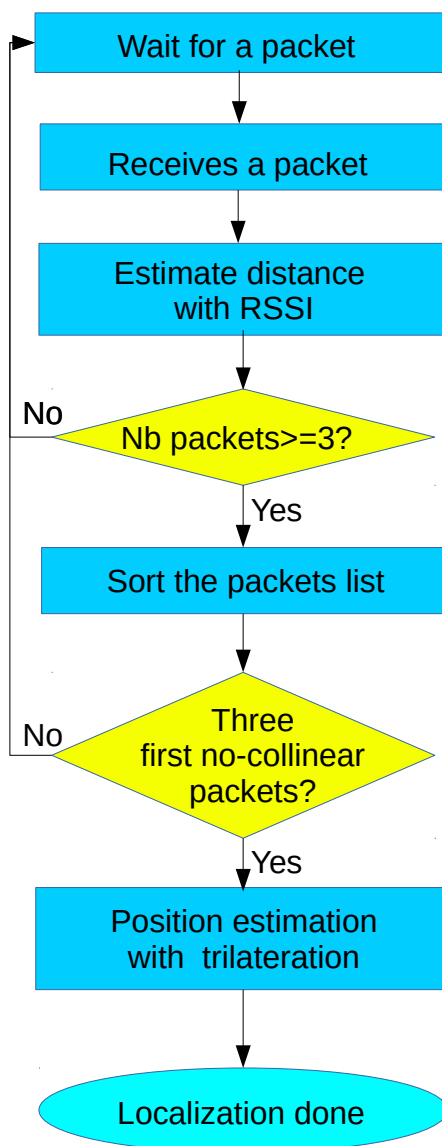 Wait for a packet
Receives a packet
Estimate distance
with RSSI
No
Nb packets>=3?
Yes
Sort the packets list
No
Three
first no-collinear
packets?
Yes
Position estimation
with trilateration
Localization done